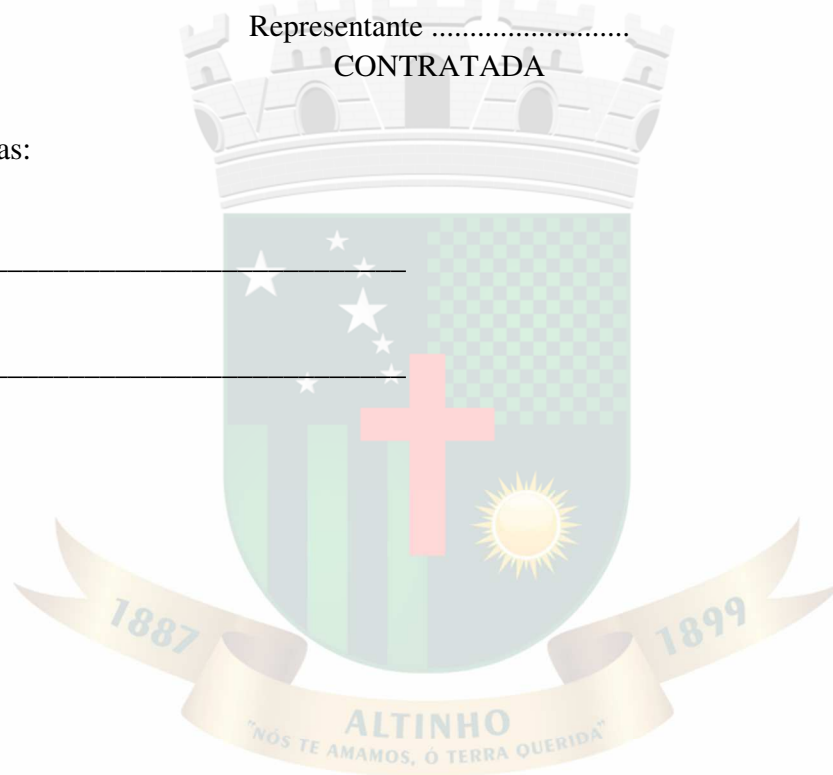 Representante ..........................
CONTRATADA
as:
_____________________________
_____________________________
1887
1899
ALTINHO
"NÓS TE AMAMOS, Ó TERRA QUERIDA"